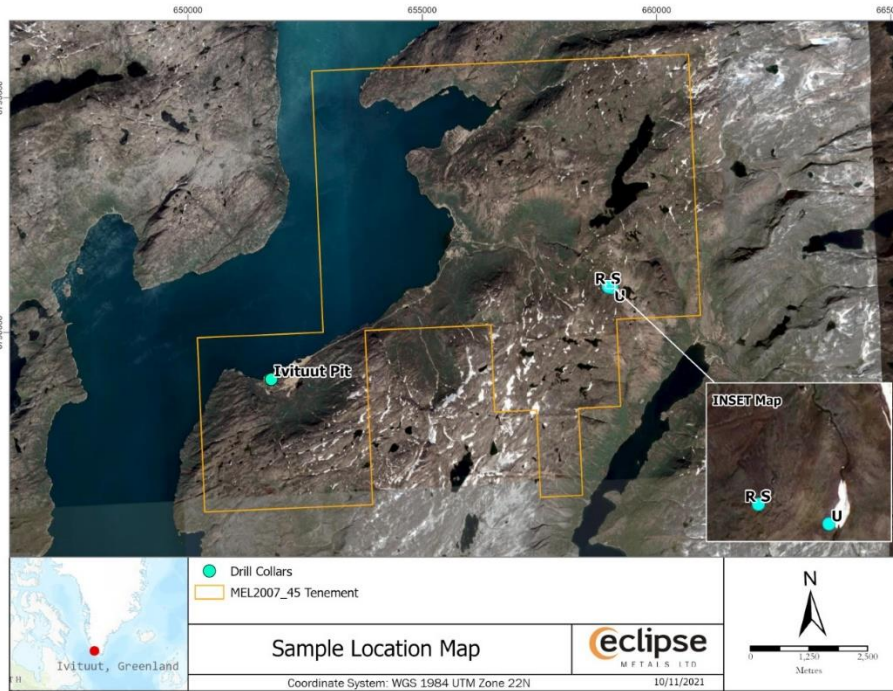 650000 655000 660000
Ivituut Pit
R S
U
INSET Map
R S
U
Drill Collars
MEL2007_45 Tenement
Sample Location Map
eclipse
METALS LTD
Coordinate System: WGS 1984 UTM Zone 22N
10/11/2021
N
0 1,250 2,500
Metres
Ivituut, Greenland